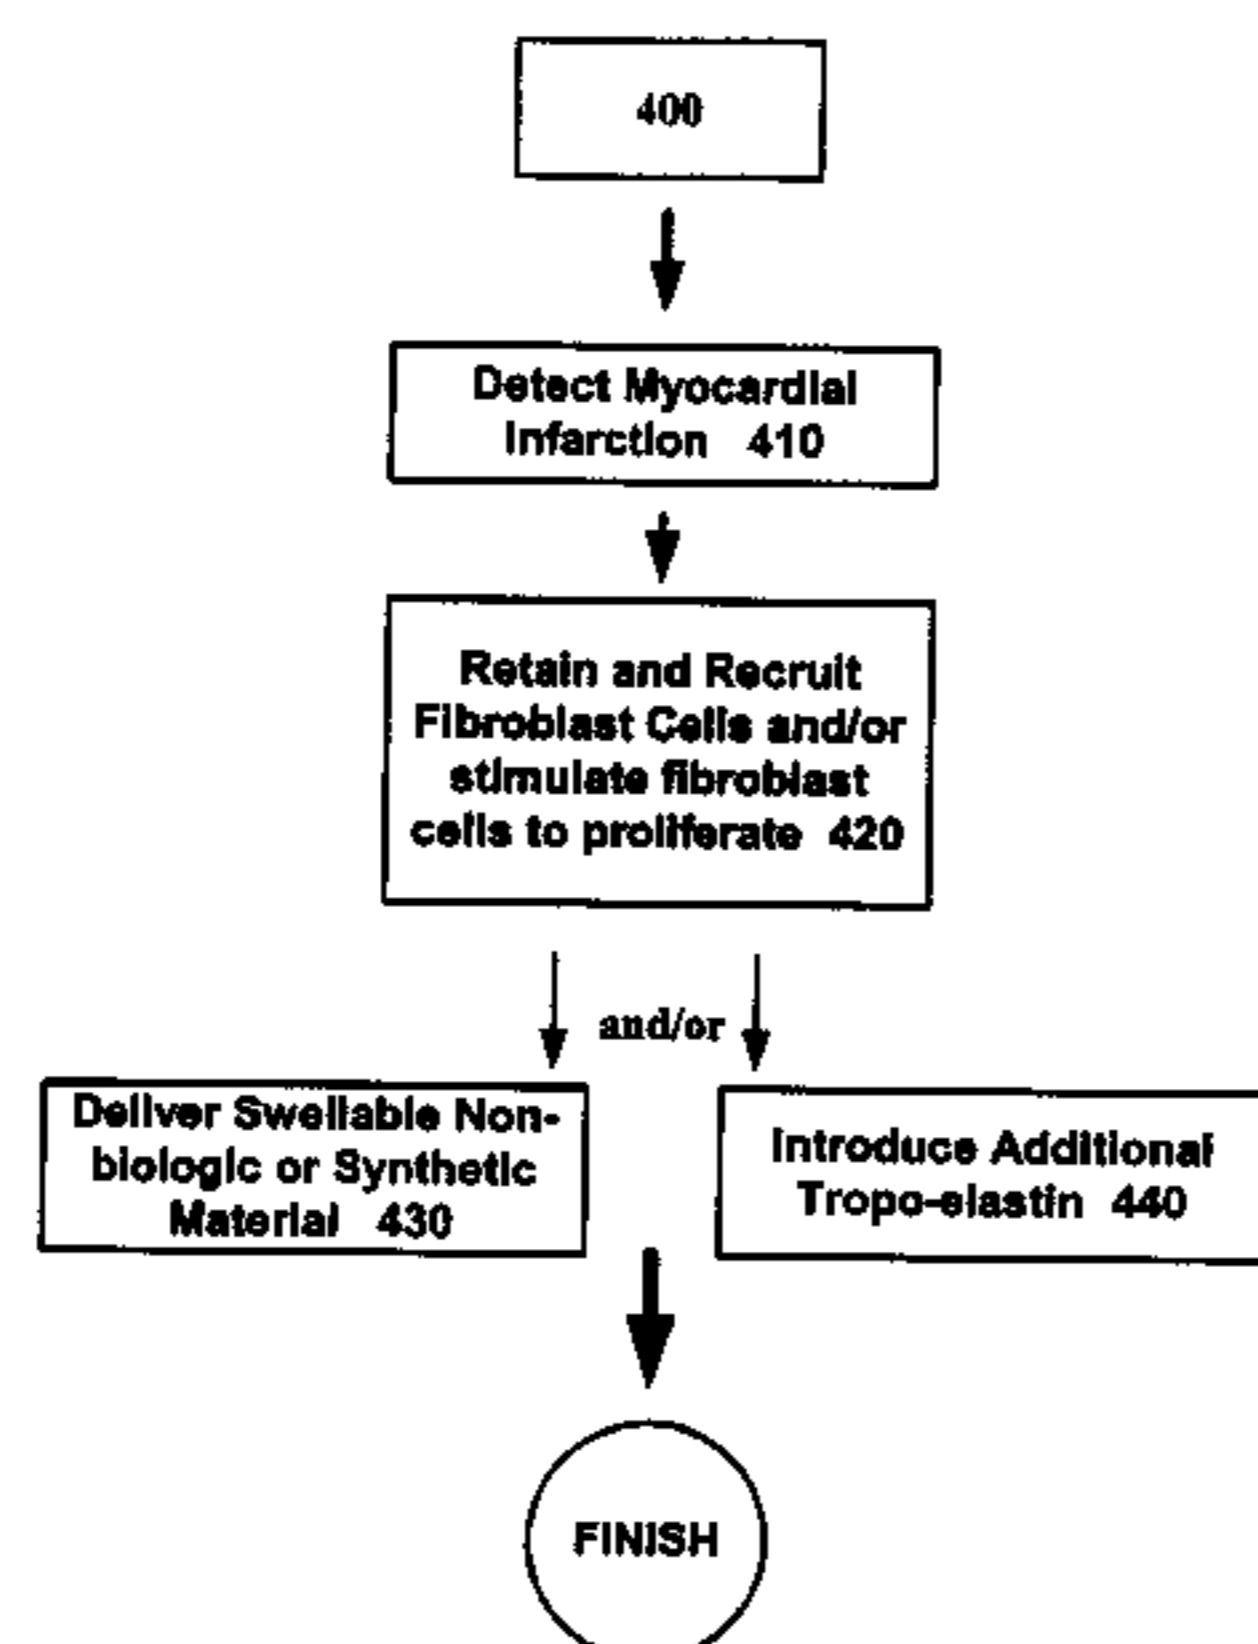 400
Detect Myocardial
Infarction 410
Retain and Recruit
Fibroblast Cells and/or
stimulate fibroblast
cells to proliferate 420
and/or
Deliver Swellable Non-
biologic or Synthetic
Material 430
Introduce Additional
Tropo-elastin 440
FINISH